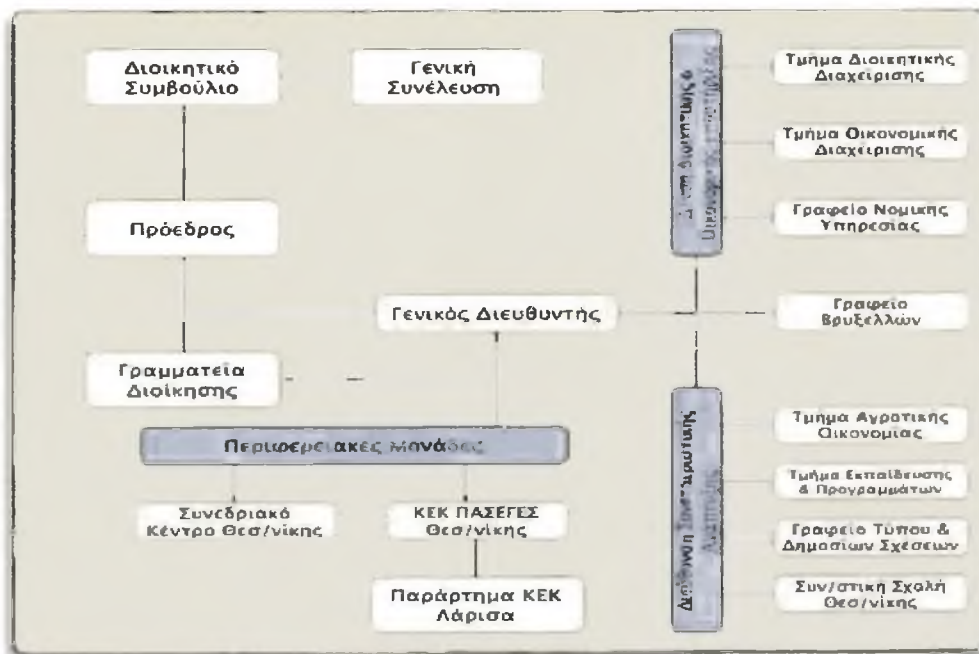 Διοικητικό
Συμβούλιο
Γενική
Συνέλευση
Πρόεδρος
Γενικός Διευθυντής
Γραμματεία
Διοίκησης
Περιφερειακές Μονάδες
Συνεδριακό
Κέντρο Θεσ/νίκης
ΚΕΚ ΠΑΣΕΓΕΣ
Θεσ/νίκης
Παράρτημα ΚΕΚ
Λάρισα
Τμήμα Διοικητικής
Διαχείρισης
Τμήμα Οικονομικής
Διαχείρισης
Γραφείο Νομικής
Υπηρεσίας
Γραφείο
Βρυξελλών
Διεύθυνση Συνεταιριστικής
Τμήμα Αγροτικής
Οικονομίας
Τμήμα Εκπαίδευσης
& Προγραμμάτων
Γραφείο Τύπου &
Δημοσίων Σχέσεων
Συν/στική Σχολή
Θεσ/νίκης